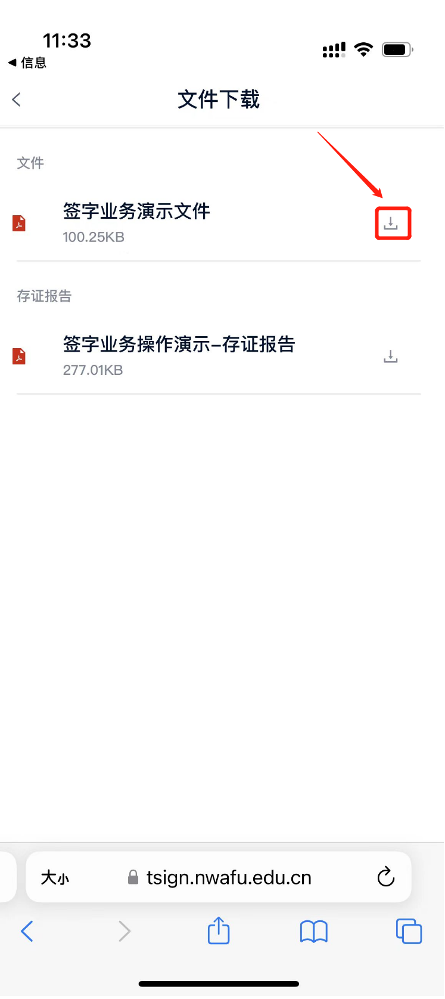 11:33
◀ 信息
文件下载
文件
签字业务演示文件
100.25KB
存证报告
签字业务操作演示-存证报告
277.01KB
大小
tsign.nwafu.edu.cn